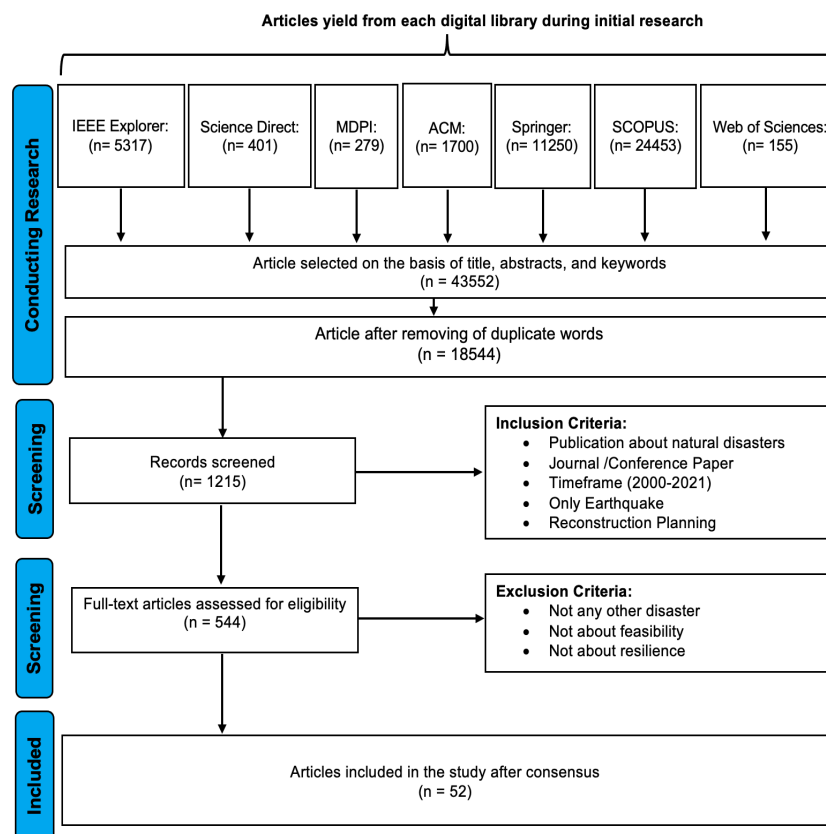 Articles yield from each digital library during initial research
Conducting Research
IEEE Explorer:
(n= 5317)
Science Direct:
(n= 401)
MDPI:
(n= 279)
ACM:
(n= 1700)
Springer:
(n= 11250)
SCOPUS:
(n= 24453)
Web of Sciences:
(n= 155)
Article selected on the basis of title, abstracts, and keywords
(n = 43552)
Article after removing of duplicate words
(n = 18544)
Screening
Records screened
(n= 1215)
Inclusion Criteria:
• Publication about natural disasters
• Journal /Conference Paper
• Timeframe (2000-2021)
• Only Earthquake
• Reconstruction Planning
Screening
Full-text articles assessed for eligibility
(n = 544)
Exclusion Criteria:
• Not any other disaster
• Not about feasibility
• Not about resilience
Included
Articles included in the study after consensus
(n = 52)